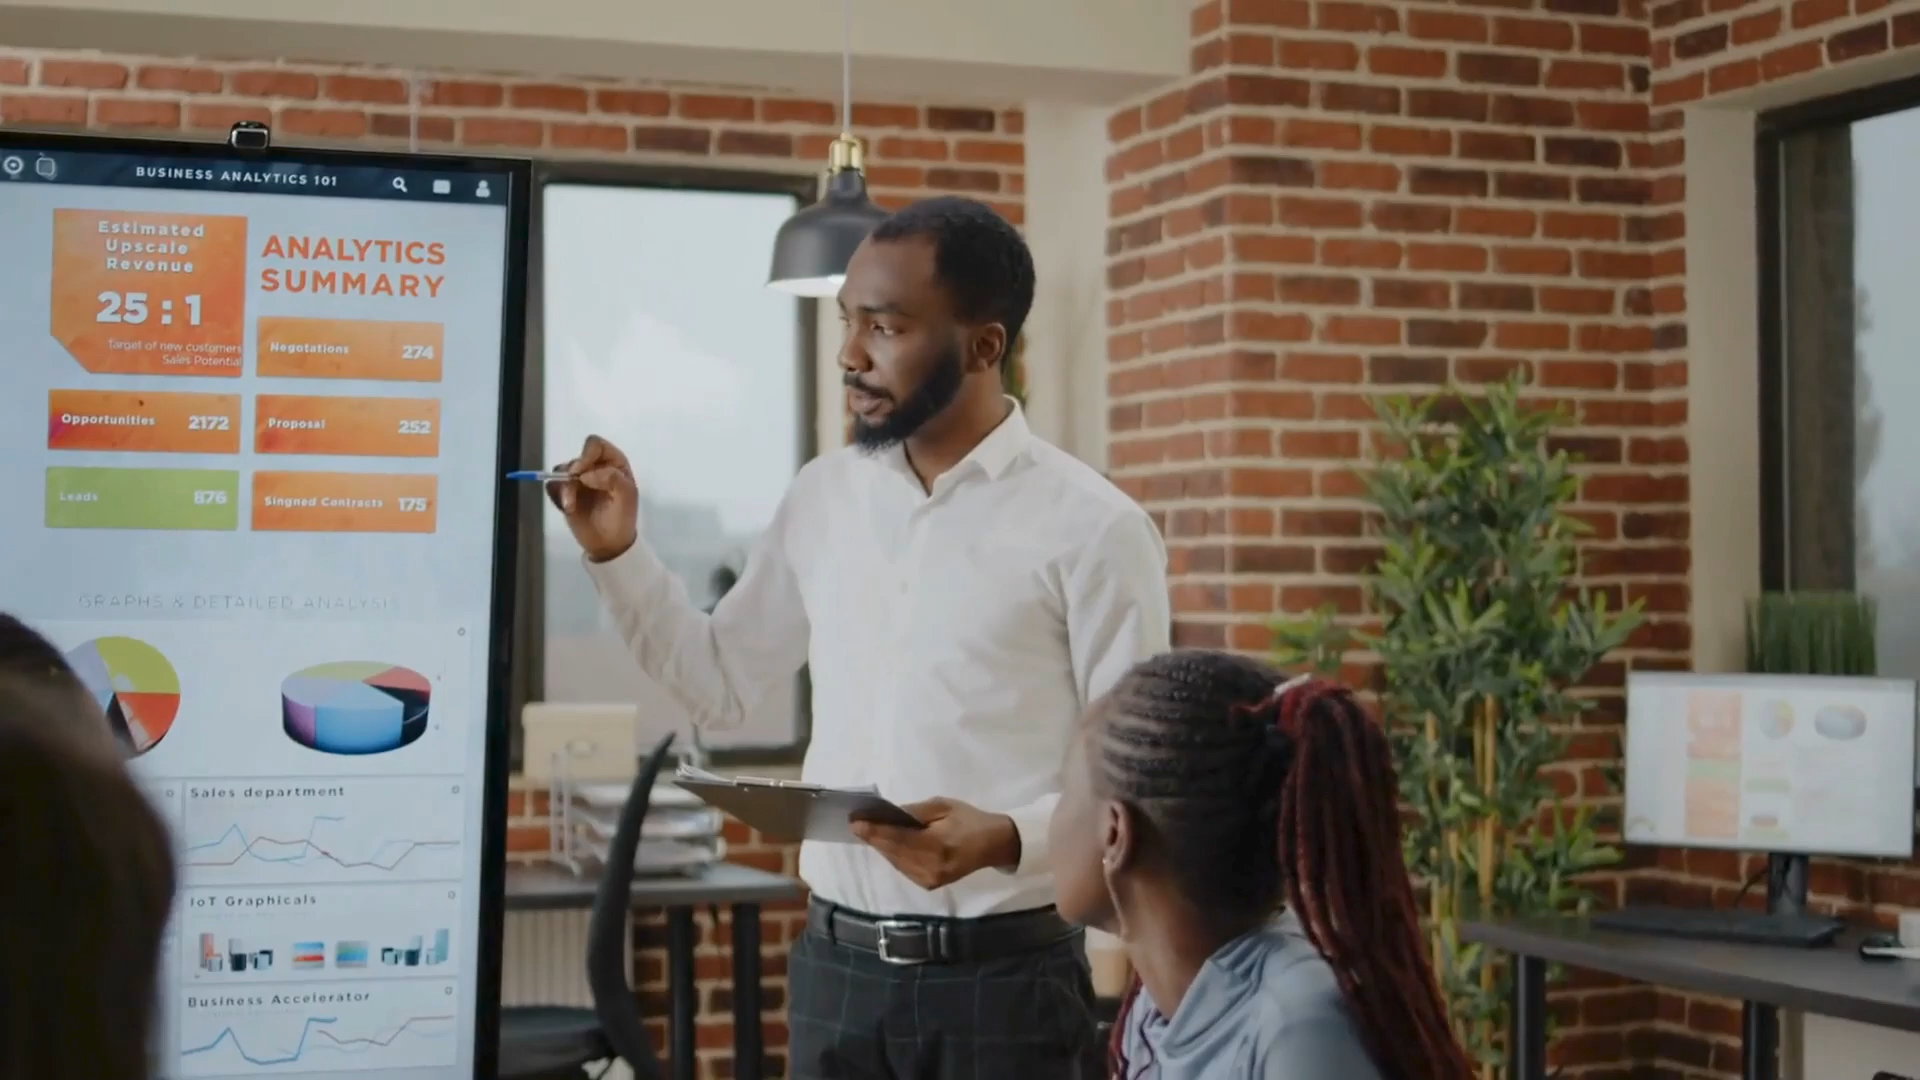 BUSINESS ANALYTICS 101
Estimated
Upscale
Revenue
25 : 1
Target of new customers
Sales Potential
ANALYTICS
SUMMARY
Negotations 274
Opportunities 2172
Proposal 252
Leads 876
Singned Contracts 175
GRAPHS & DETAILED ANALYSIS
Sales department
IoT Graphicals
Business Accelerator